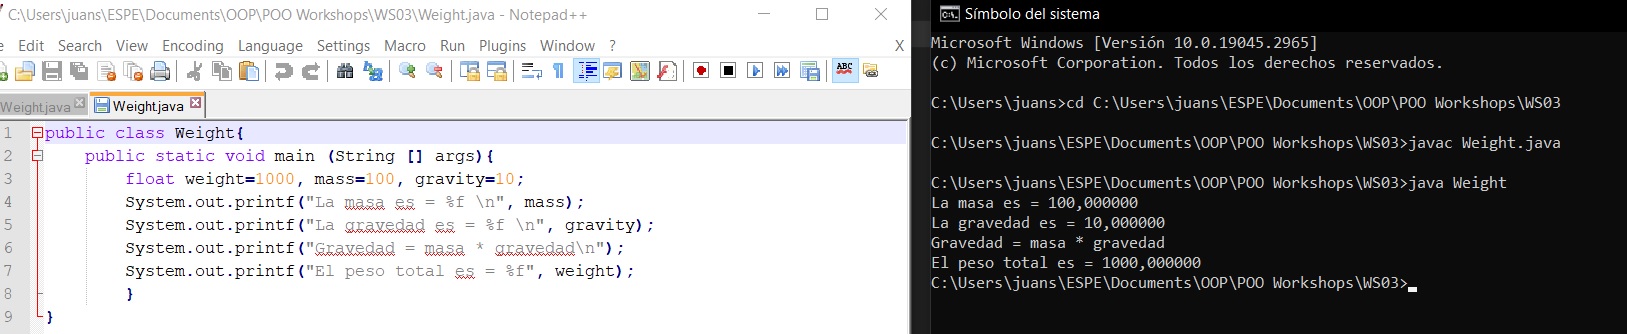 C:\Users\juans\ESPE\Documents\OOP\POO Workshops\WS03\Weight.java - Notepad++
Edit Search View Encoding Language Settings Macro Run Plugins Window ? X
Weight.java Weight.java
1 public class Weight{
2 public static void main (String [] args){
3 float weight=1000, mass=100, gravity=10;
4 System.out.printf("La masa es = %f \n", mass);
5 System.out.printf("La gravedad es = %f \n", gravity);
6 System.out.printf("Gravedad = masa * gravedad\n");
7 System.out.printf("El peso total es = %f", weight);
8 }
9 }
Símbolo del sistema
Microsoft Windows [Versión 10.0.19045.2965]
(c) Microsoft Corporation. Todos los derechos reservados.
C:\Users\juans>cd C:\Users\juans\ESPE\Documents\OOP\POO Workshops\WS03
C:\Users\juans\ESPE\Documents\OOP\POO Workshops\WS03>javac Weight.java
C:\Users\juans\ESPE\Documents\OOP\POO Workshops\WS03>java Weight
La masa es = 100,000000
La gravedad es = 10,000000
Gravedad = masa * gravedad
El peso total es = 1000,000000
C:\Users\juans\ESPE\Documents\OOP\POO Workshops\WS03>